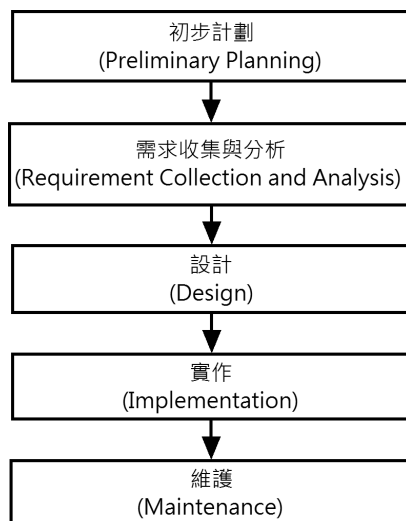 初步計劃
(Preliminary Planning)
需求收集與分析
(Requirement Collection and Analysis)
設計
(Design)
實作
(Implementation)
維護
(Maintenance)